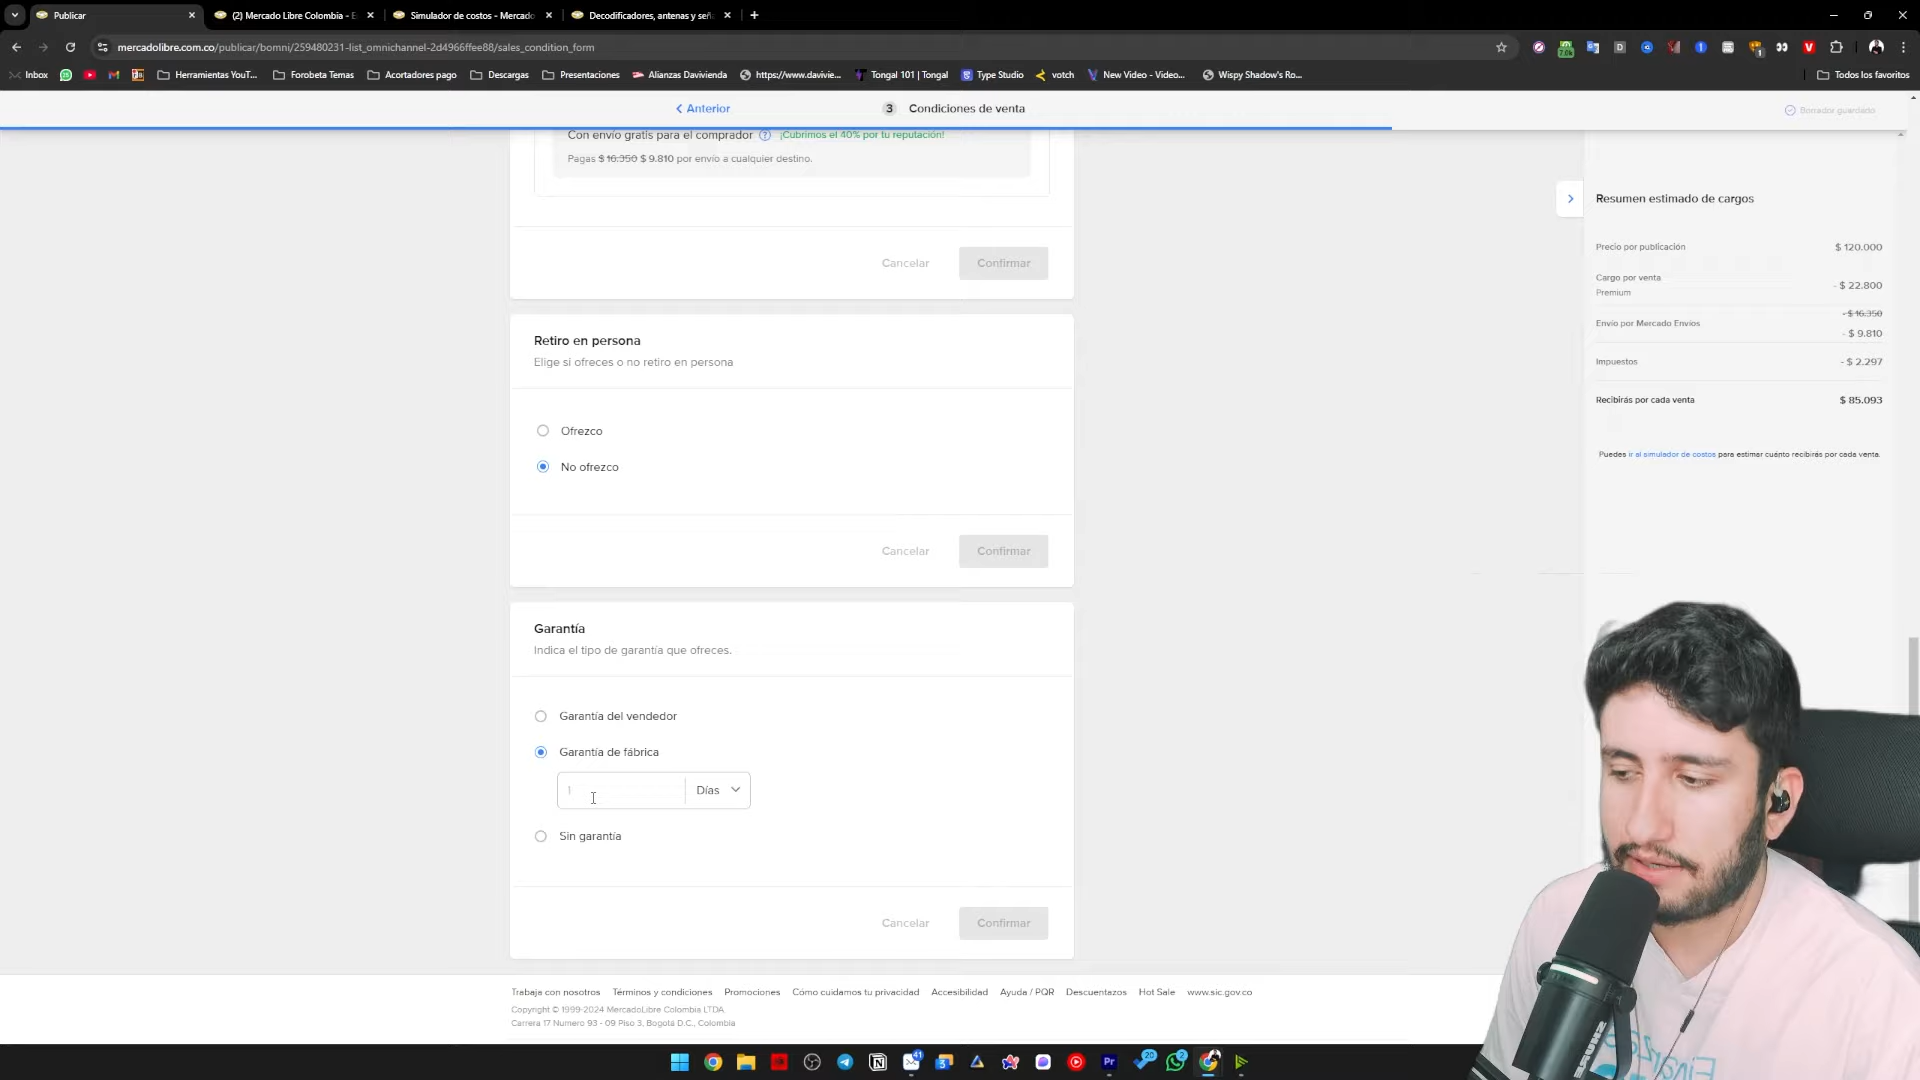 Publicar
(2) Mercado Libre Colombia - E
Simulador de costos - Mercado
Decodificadores, antenas y seña
mercadolibre.com.co/publicar/bomni/259480231-list_omnichannel-2d4966ffee88/sales_condition_form
Inbox
Herramientas YouT...
Forobeta Temas
Acortadores pago
Descargas
Presentaciones
Alianzas Davivienda
https://www.davivie...
Tongal 101 | Tongal
Type Studio
votch
New Video - Video...
Wispy Shadow's Ro...
Todos los favoritos
Anterior
3 Condiciones de venta
Borrador guardado
Con envío gratis para el comprador ¡Cubrimos el 40% por tu reputación!
Pagas $ 16.350 $ 9.810 por envío a cualquier destino.
Cancelar Confirmar
Retiro en persona
Elige si ofreces o no retiro en persona
Ofrezco
No ofrezco
Cancelar Confirmar
Garantía
Indica el tipo de garantía que ofreces.
Garantía del vendedor
Garantía de fábrica
1 Días
Sin garantía
Cancelar Confirmar
Resumen estimado de cargos
Precio por publicación $ 120.000
Cargo por venta - $ 22.800
Premium
- $ 16.350
Envío por Mercado Envíos
- $ 9.810
Impuestos - $ 2.297
Recibirás por cada venta $ 85.093
Puedes ir al simulador de costos para estimar cuánto recibirás por cada venta.
Trabaja con nosotros Términos y condiciones Promociones Cómo cuidamos tu privacidad Accesibilidad Ayuda / PQR Descuentazos Hot Sale www.sic.gov.co
Copyright © 1999-2024 MercadoLibre Colombia LTDA.
Carrera 17 Numero 93 - 09 Piso 3, Bogotá D.C., Colombia